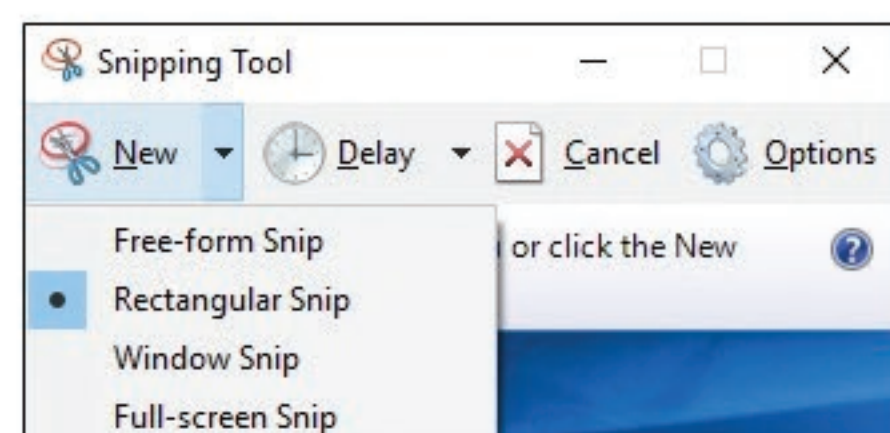 Snipping Tool
New Delay Cancel Options
Free-form Snip
or click the New
Rectangular Snip
Window Snip
Full-screen Snip